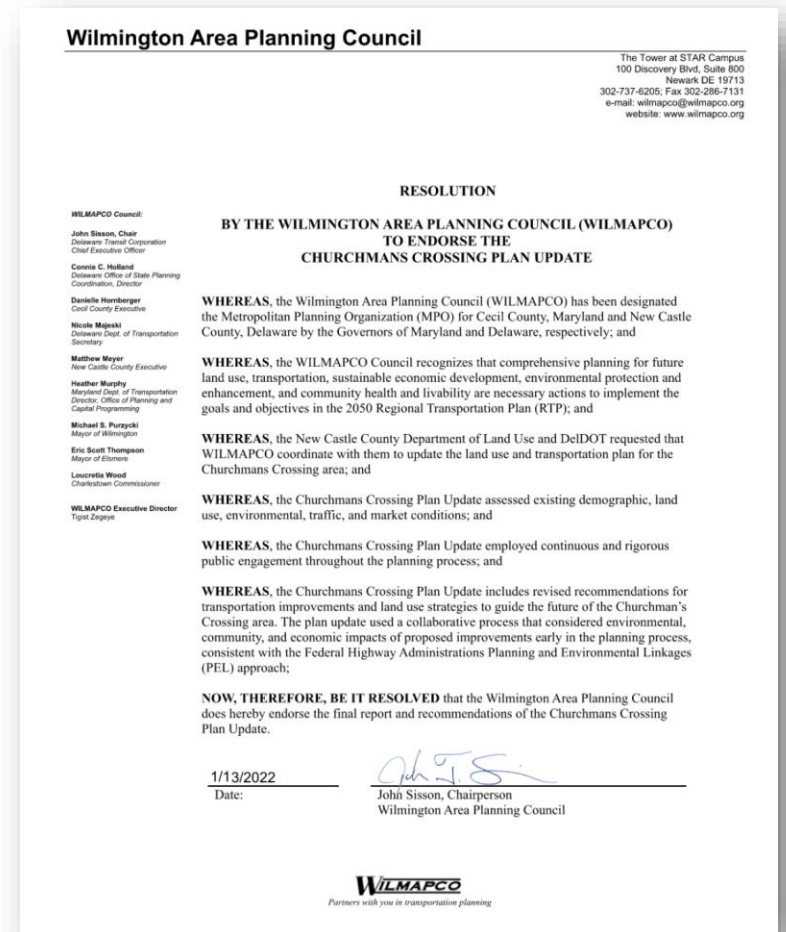 Wilmington Area Planning Council
The Tower at STAR Campus
100 Discovery Blvd, Suite 800
Newark DE 19713
302-737-6205; Fax 302-286-7131
e-mail: wilmapco@wilmapco.org
website: www.wilmapco.org
WILMAPCO Council:
John Sisson, Chair
Delaware Transit Corporation
Chief Executive Officer
Connie C. Holland
Delaware Office of State Planning
Coordination, Director
Danielle Hornberger
Cecil County Executive
Nicole Majeski
Delaware Dept. of Transportation
Secretary
Matthew Meyer
New Castle County Executive
Heather Murphy
Maryland Dept. of Transportation
Director, Office of Planning and
Capital Programming
Michael S. Purzycki
Mayor of Wilmington
Eric Scott Thompson
Mayor of Elsmere
Loucretia Wood
Charlestown Commissioner
WILMAPCO Executive Director
Tigist Zegeye
RESOLUTION
BY THE WILMINGTON AREA PLANNING COUNCIL (WILMAPCO)
TO ENDORSE THE
CHURCHMANS CROSSING PLAN UPDATE
WHEREAS, the Wilmington Area Planning Council (WILMAPCO) has been designated
the Metropolitan Planning Organization (MPO) for Cecil County, Maryland and New Castle
County, Delaware by the Governors of Maryland and Delaware, respectively; and
WHEREAS, the WILMAPCO Council recognizes that comprehensive planning for future
land use, transportation, sustainable economic development, environmental protection and
enhancement, and community health and livability are necessary actions to implement the
goals and objectives in the 2050 Regional Transportation Plan (RTP); and
WHEREAS, the New Castle County Department of Land Use and DelDOT requested that
WILMAPCO coordinate with them to update the land use and transportation plan for the
Churchmans Crossing area; and
WHEREAS, the Churchmans Crossing Plan Update assessed existing demographic, land
use, environmental, traffic, and market conditions; and
WHEREAS, the Churchmans Crossing Plan Update employed continuous and rigorous
public engagement throughout the planning process; and
WHEREAS, the Churchmans Crossing Plan Update includes revised recommendations for
transportation improvements and land use strategies to guide the future of the Churchman's
Crossing area. The plan update used a collaborative process that considered environmental,
community, and economic impacts of proposed improvements early in the planning process,
consistent with the Federal Highway Administrations Planning and Environmental Linkages
(PEL) approach;
NOW, THEREFORE, BE IT RESOLVED that the Wilmington Area Planning Council
does hereby endorse the final report and recommendations of the Churchmans Crossing
Plan Update.
1/13/2022
Date:
John Sisson, Chairperson
Wilmington Area Planning Council
WILMAPCO
Partners with you in transportation planning